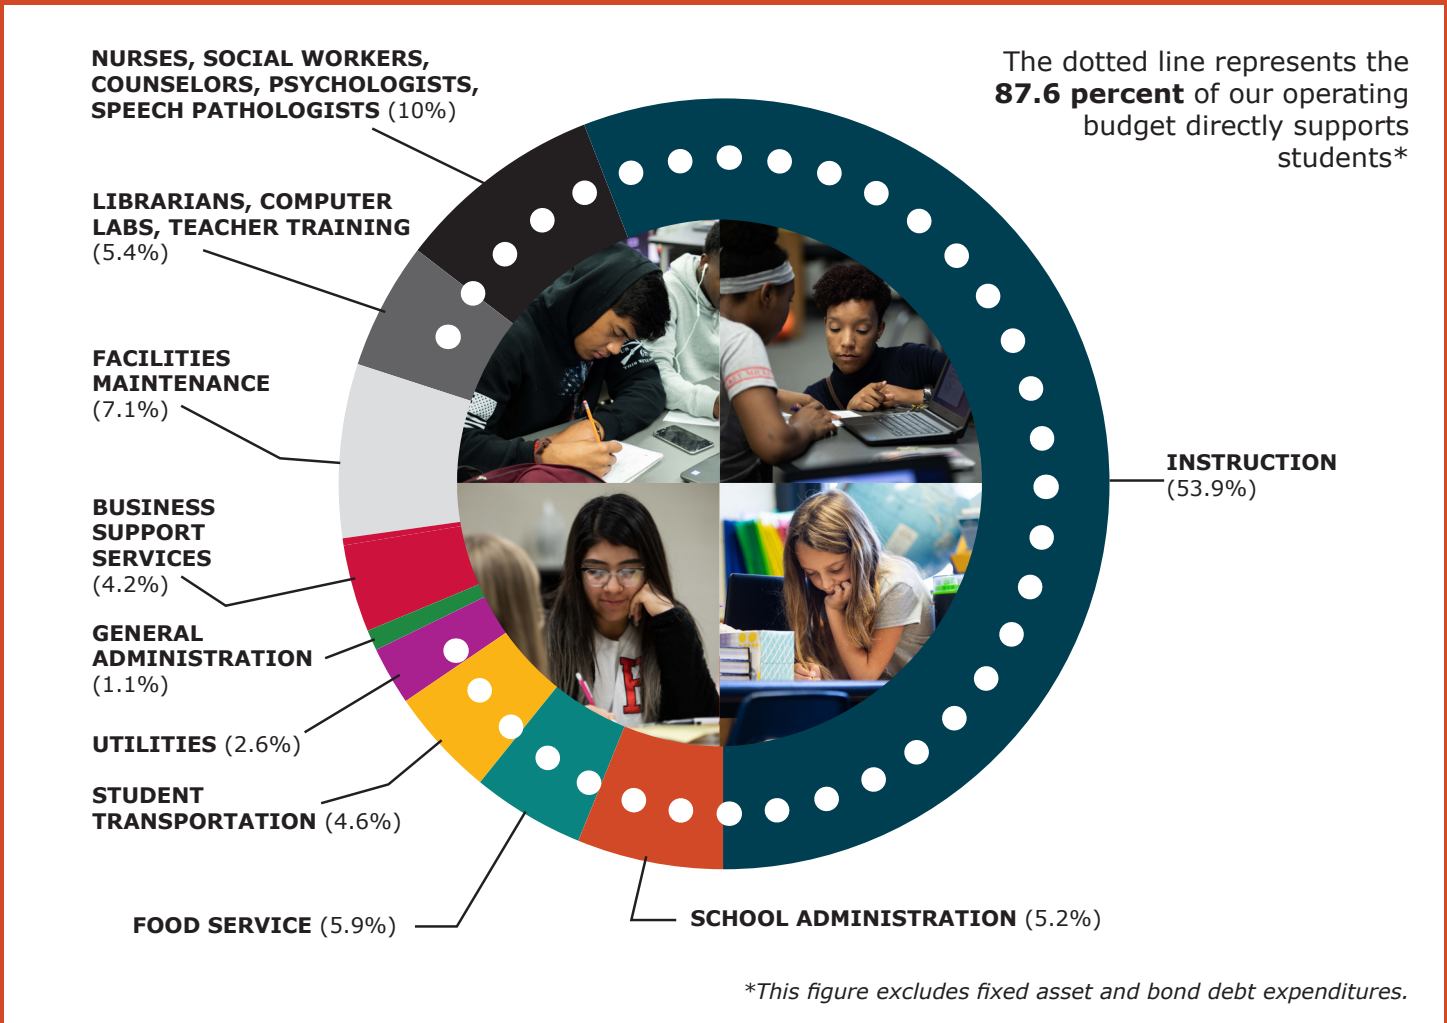 NURSES, SOCIAL WORKERS,
COUNSELORS, PSYCHOLOGISTS,
SPEECH PATHOLOGISTS (10%)
The dotted line represents the
87.6 percent of our operating
budget directly supports
students*
LIBRARIANS, COMPUTER
LABS, TEACHER TRAINING
(5.4%)
FACILITIES
MAINTENANCE
(7.1%)
INSTRUCTION
(53.9%)
BUSINESS
SUPPORT
SERVICES
(4.2%)
GENERAL
ADMINISTRATION
(1.1%)
UTILITIES (2.6%)
STUDENT
TRANSPORTATION (4.6%)
FOOD SERVICE (5.9%)
SCHOOL ADMINISTRATION (5.2%)
*This figure excludes fixed asset and bond debt expenditures.